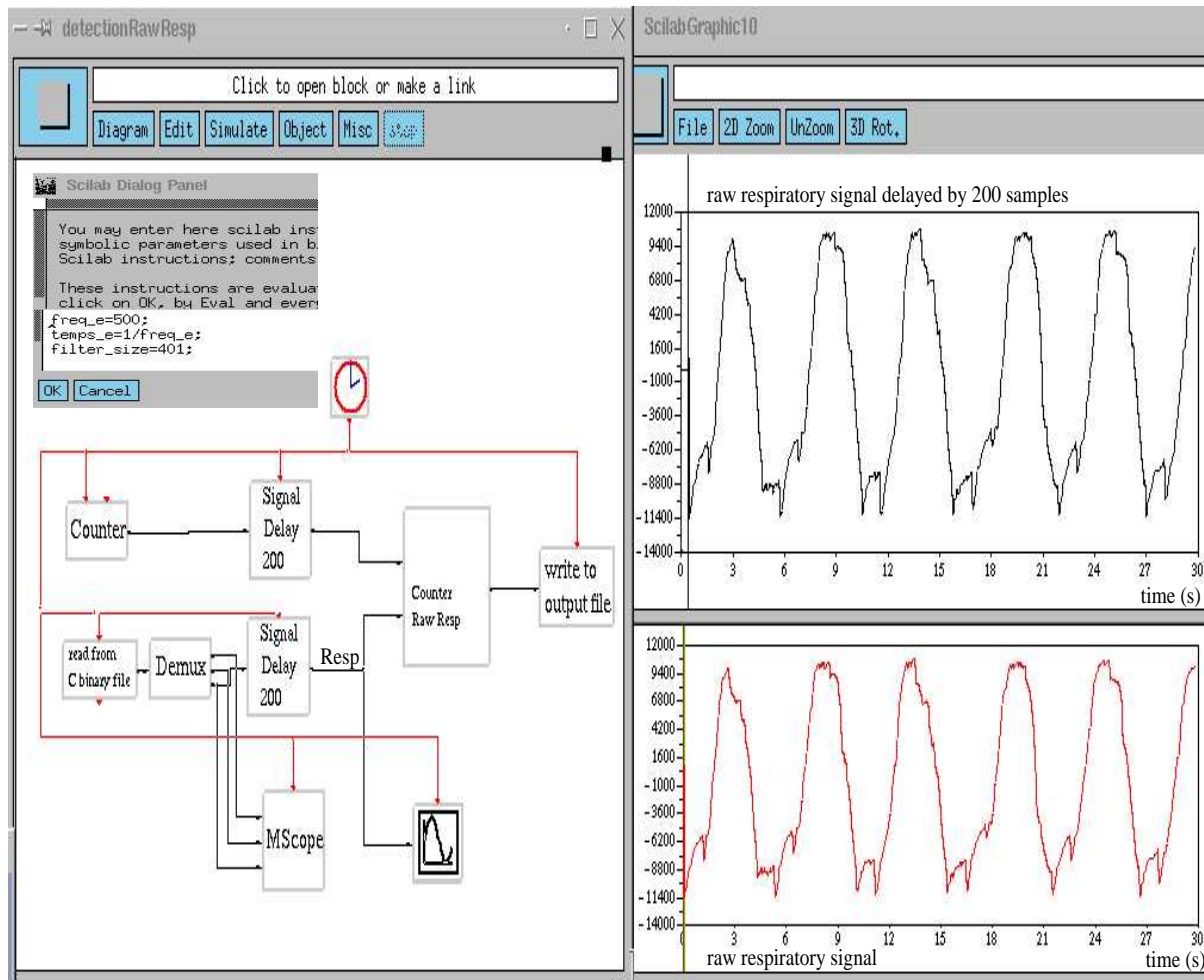 detectionRawResp
Click to open block or make a link
Diagram Edit Simulate Object Misc stop
Scilab Dialog Panel
You may enter here scilab ins
symbolic parameters used in b
Scilab instructions; comments
These instructions are evalua
click on OK, by Eval and ever
freq_e=500;
temps_e=1/freq_e;
filter_size=401;
OK Cancel
Counter
Signal
Delay
200
Counter
Raw Resp
write to
output file
read from
C binary file
Demux
Signal
Delay
200
Resp
MScope
ScilabGraphic10
File 2D Zoom UnZoom 3D Rot.
raw respiratory signal delayed by 200 samples
12000
9400
6800
4200
1600
-1000
-3600
-6200
-8800
-11400
-14000
0 3 6 9 12 15 18 21 24 27 30
time (s)
12000
9400
6800
4200
1600
-1000
-3600
-6200
-8800
-11400
-14000
0 3 6 9 12 15 18 21 24 27 30
raw respiratory signal time (s)